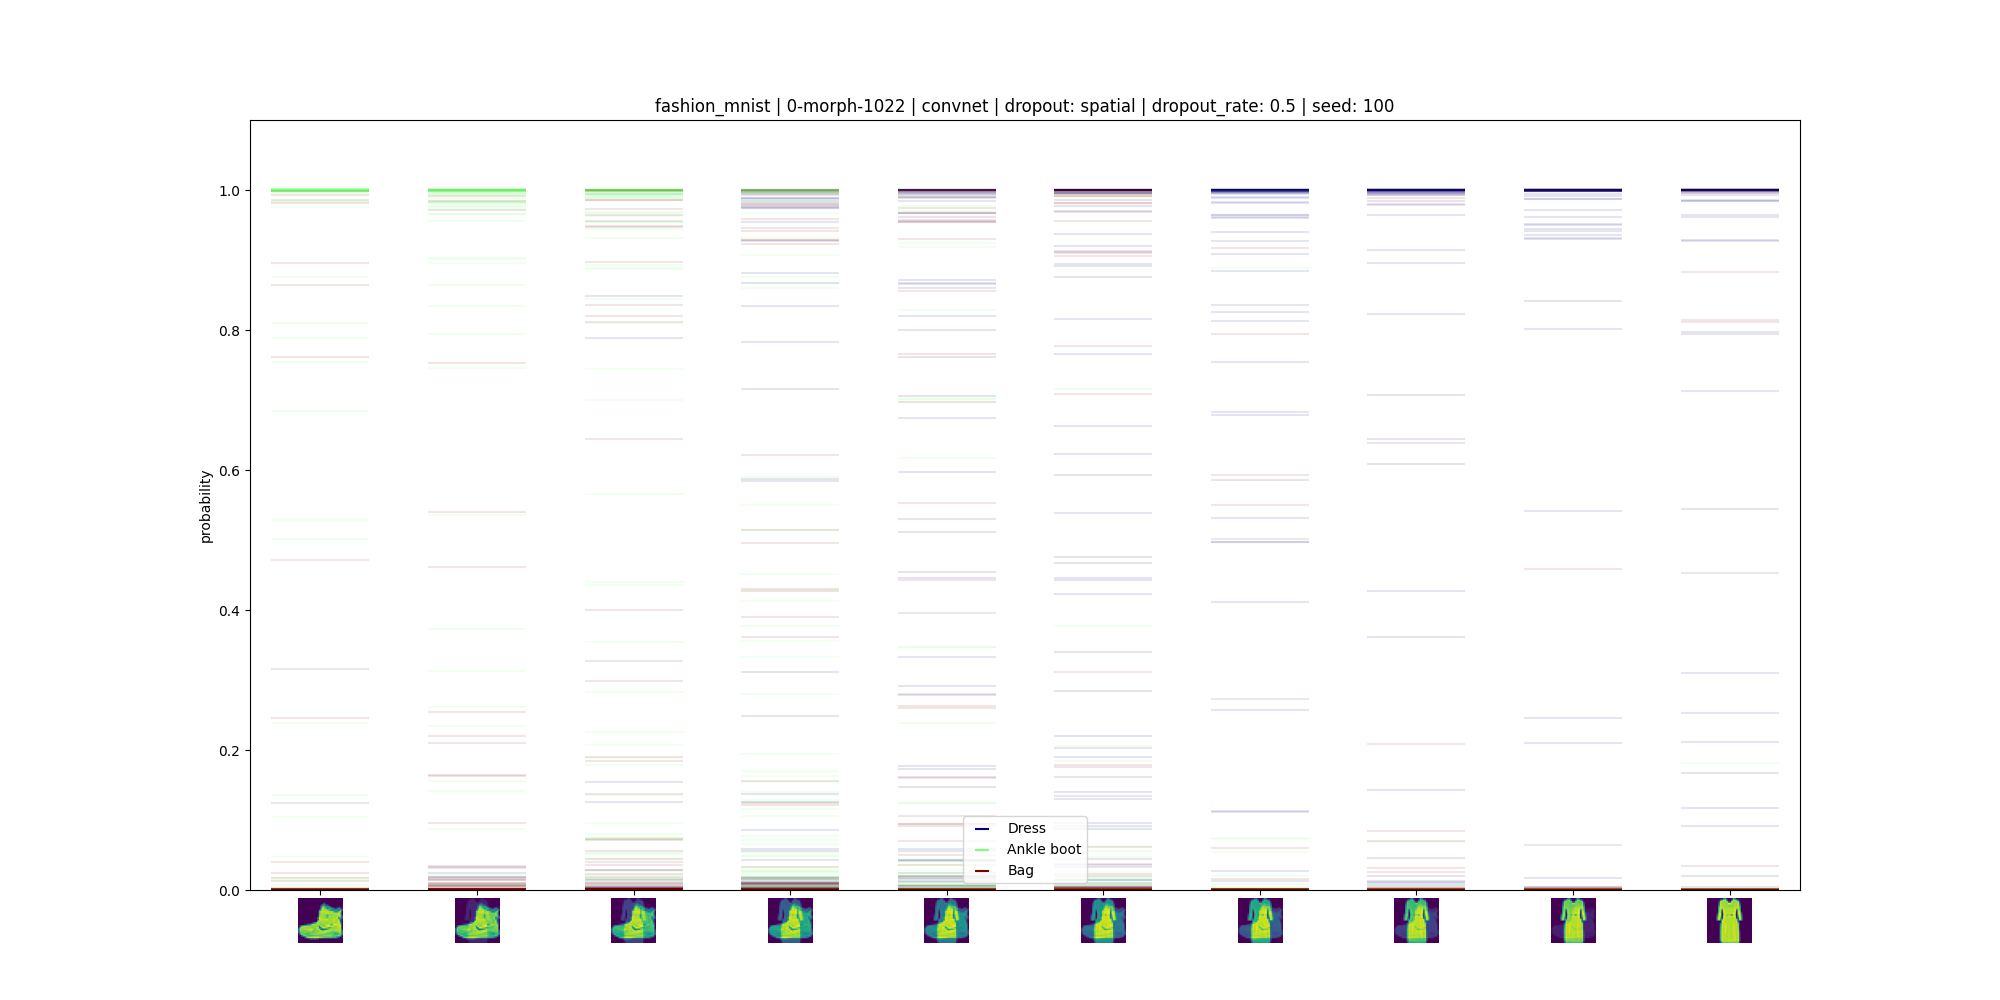 fashion_mnist | 0-morph-1022 | convnet | dropout: spatial | dropout_rate: 0.5 | seed: 100
1.0
0.8
0.6
0.4
0.2
0.0
probability
Dress
Ankle boot
Bag